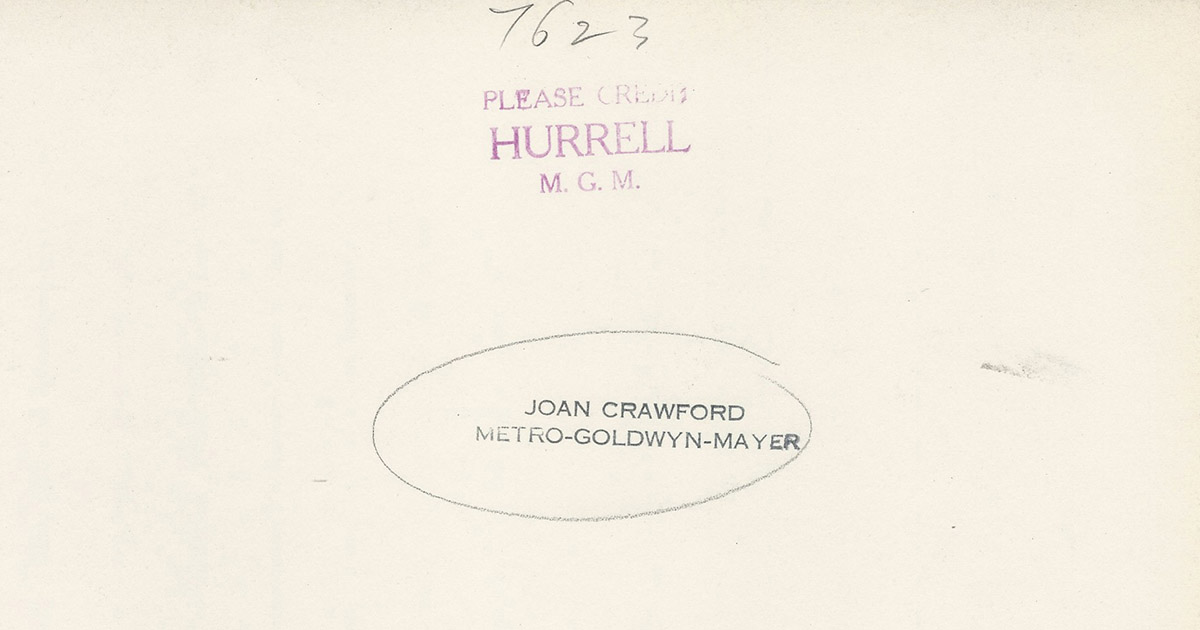 7623
PLEASE CREDIT
HURRELL
M. G. M.
JOAN CRAWFORD
METRO-GOLDWYN-MAYER